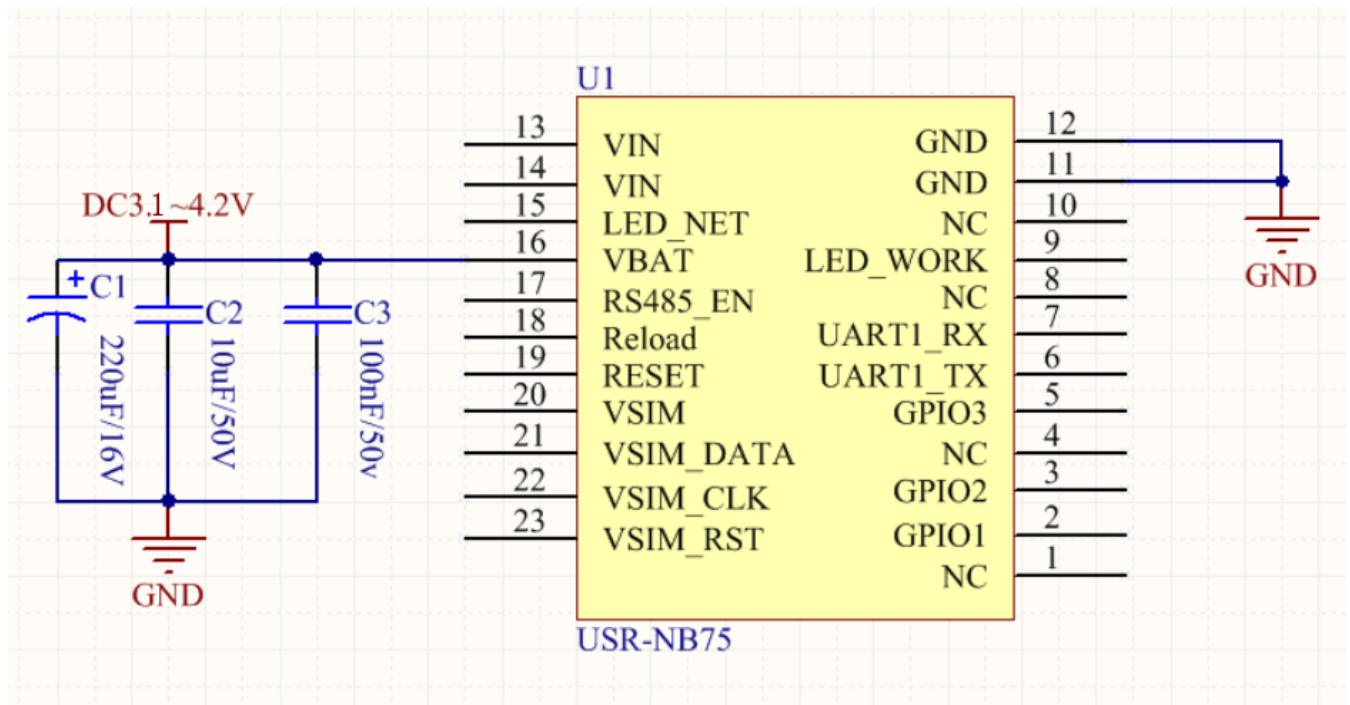 U1
13 VIN GND 12
14 VIN GND 11
15 LED_NET NC 10
16 VBAT LED_WORK 9
17 RS485_EN NC 8
18 Reload UART1_RX 7
19 RESET UART1_TX 6
20 VSIM GPIO3 5
21 VSIM_DATA NC 4
22 VSIM_CLK GPIO2 3
23 VSIM_RST GPIO1 2
NC 1
USR-NB75
DC3.1~4.2V
C1
220uF/16V
C2
10uF/50V
C3
100nF/50v
GND
GND